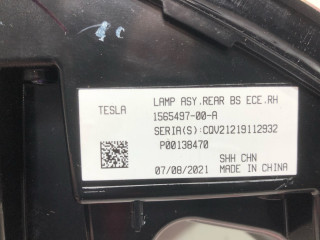 TESLA
LAMP ASY.REAR BS ECE.RH
1565497-00-A
SERIA(S):CQV21219112932
P00138470
07/08/2021
SHH CHN
MADE IN CHINA